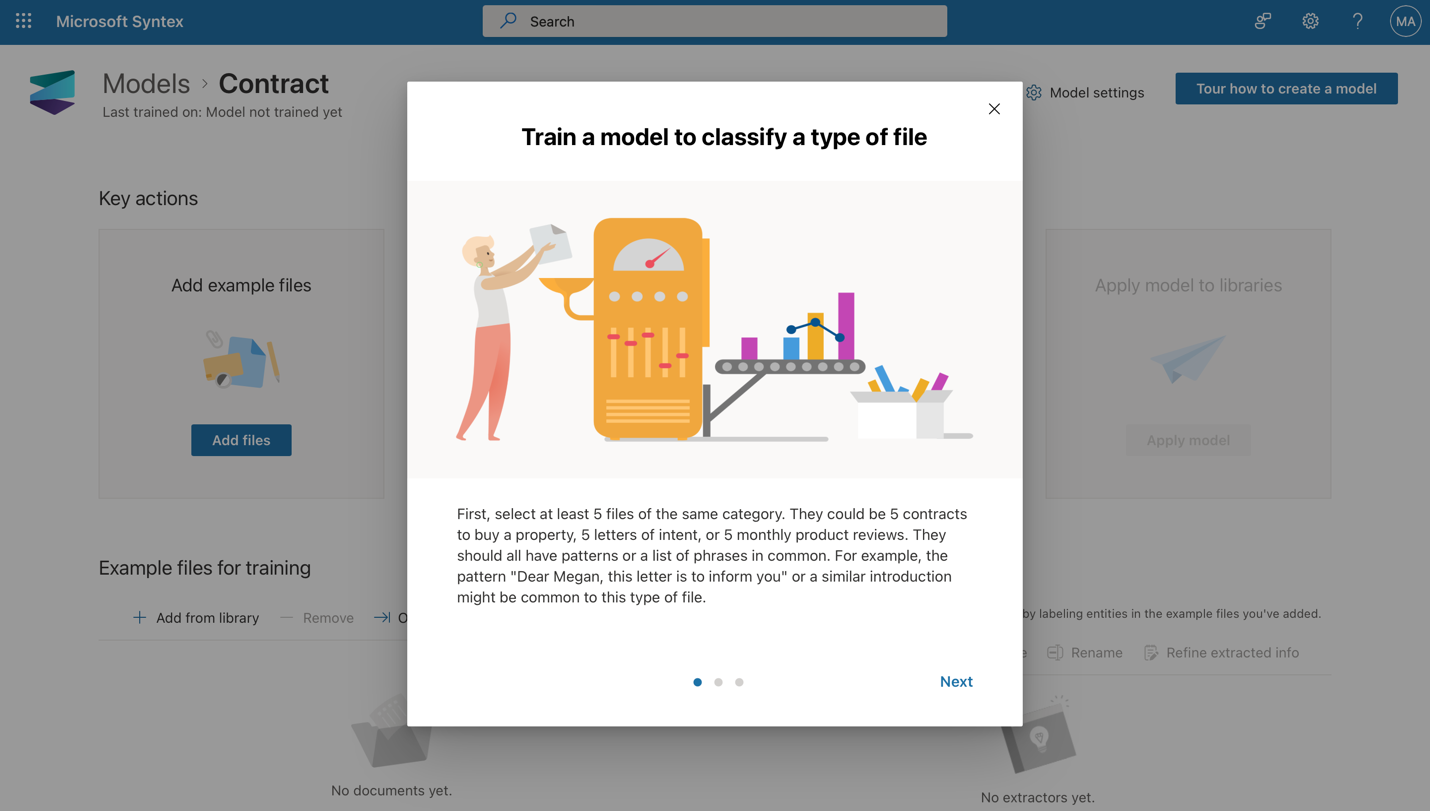 Microsoft Syntex
Search
MA
Models > Contract
Last trained on: Model not trained yet
Model settings
Tour how to create a model
Train a model to classify a type of file
Key actions
Add example files
Add files
Apply model to libraries
Apply model
First, select at least 5 files of the same category. They could be 5 contracts
to buy a property, 5 letters of intent, or 5 monthly product reviews. They
should all have patterns or a list of phrases in common. For example, the
pattern "Dear Megan, this letter is to inform you" or a similar introduction
might be common to this type of file.
Next
Example files for training
Add from library
Remove
by labeling entities in the example files you've added.
Rename
Refine extracted info
No documents yet.
No extractors yet.